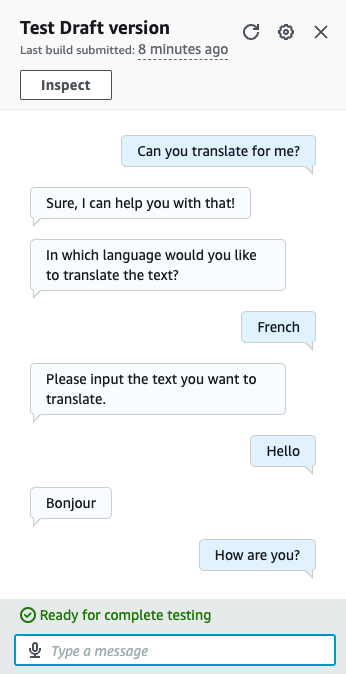 Test Draft version
Last build submitted: 8 minutes ago
Inspect
Can you translate for me?
Sure, I can help you with that!
In which language would you like
to translate the text?
French
Please input the text you want to
translate.
Hello
Bonjour
How are you?
Ready for complete testing
Type a message